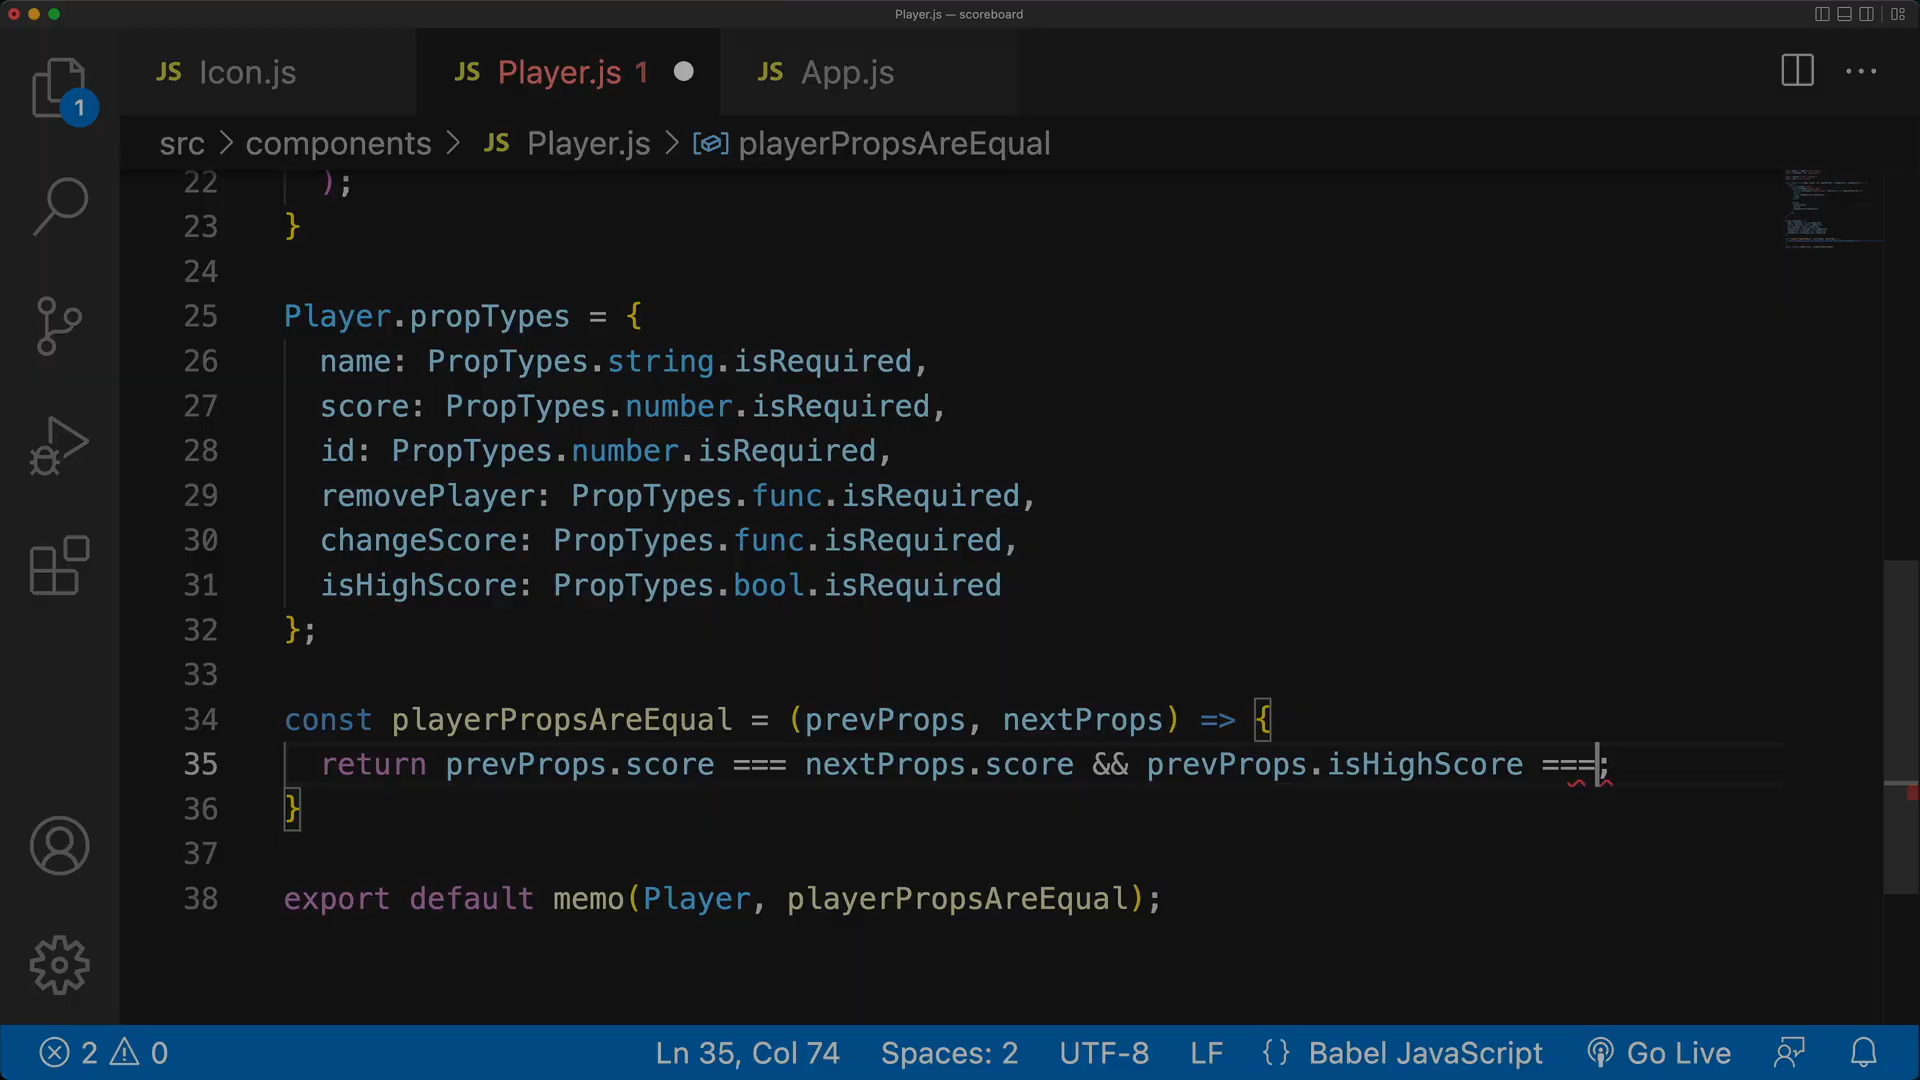 Player.js — scoreboard
JS Icon.js
JS Player.js 1
JS App.js
1
src > components > JS Player.js > playerPropsAreEqual
22 );
23 }
24
25 Player.propTypes = {
26 name: PropTypes.string.isRequired,
27 score: PropTypes.number.isRequired,
28 id: PropTypes.number.isRequired,
29 removePlayer: PropTypes.func.isRequired,
30 changeScore: PropTypes.func.isRequired,
31 isHighScore: PropTypes.bool.isRequired
32 };
33
34 const playerPropsAreEqual = (prevProps, nextProps) => {
35 return prevProps.score === nextProps.score && prevProps.isHighScore ===;
36 }
37
38 export default memo(Player, playerPropsAreEqual);
2 0 Ln 35, Col 74 Spaces: 2 UTF-8 LF {} Babel JavaScript Go Live